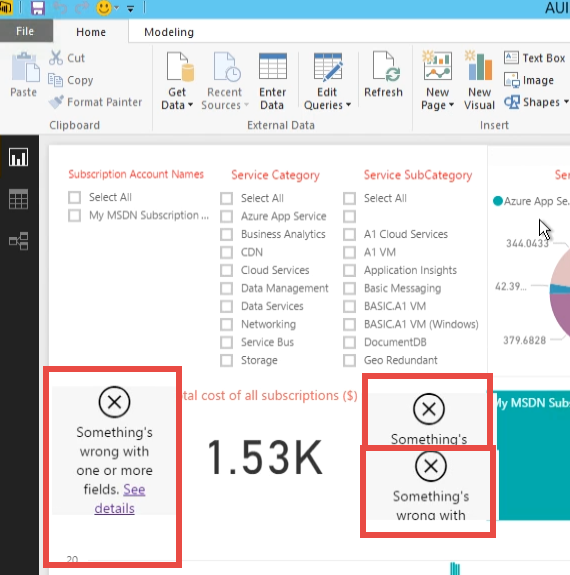 AUI
File
Home
Modeling
Paste
Cut
Copy
Format Painter
Get Data
Recent Sources
Enter Data
Edit Queries
Refresh
New Page
New Visual
Text Box
Image
Shapes
Clipboard
External Data
Insert
Subscription Account Names
Select All
My MSDN Subscription ...
Service Category
Select All
Azure App Service
Business Analytics
CDN
Cloud Services
Data Management
Data Services
Networking
Service Bus
Storage
Service SubCategory
Select All
A1 Cloud Services
A1 VM
Application Insights
Basic Messaging
BASIC.A1 VM
BASIC.A1 VM (Windows)
DocumentDB
Geo Redundant
Ser
Azure App Se..
344.0433
42.39...
379.6828
Something's
wrong with
one or more
fields. See
details
tal cost of all subscriptions ($)
1.53K
Something's
Something's
wrong with
My MSDN Subs
20